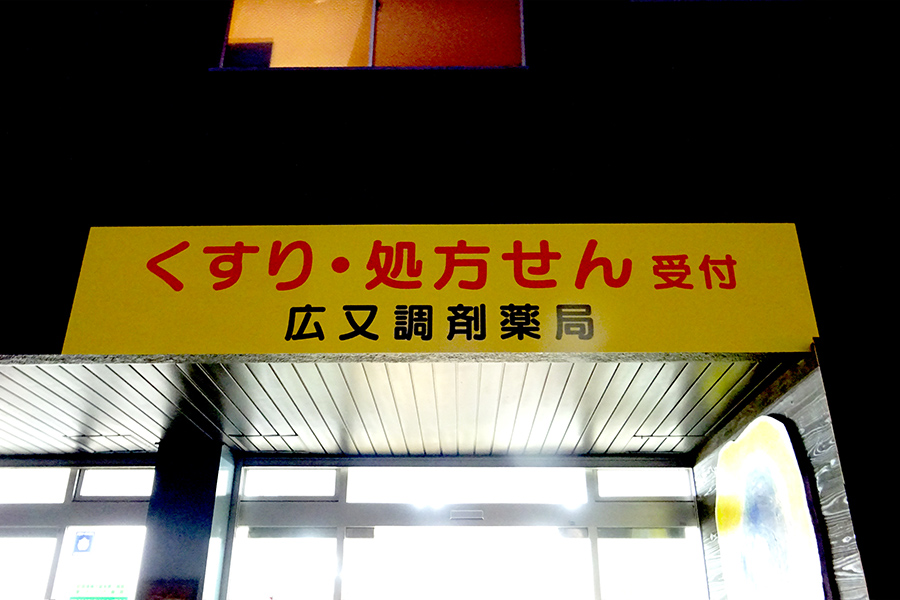 くすり・処方せん 受付
広又調剤薬局